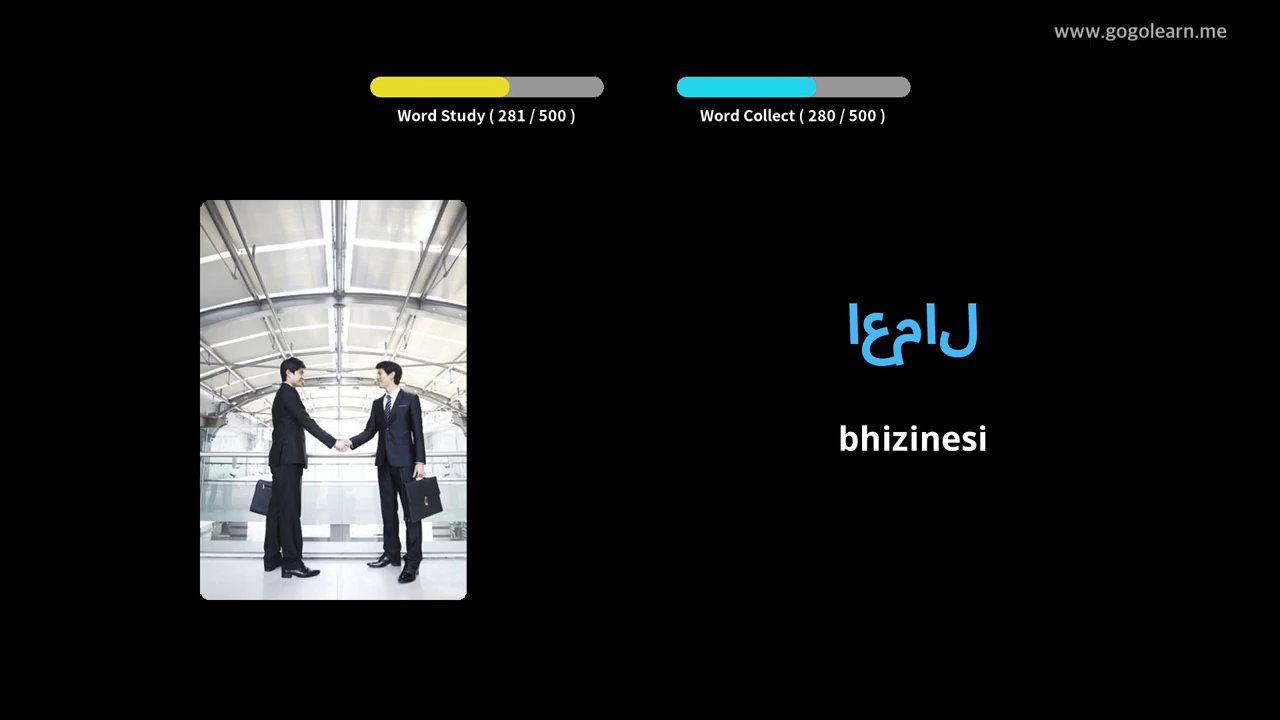 www.gogolearn.me
Word Study ( 281 / 500 )
Word Collect ( 280 / 500 )
اعمال
bhizinesi